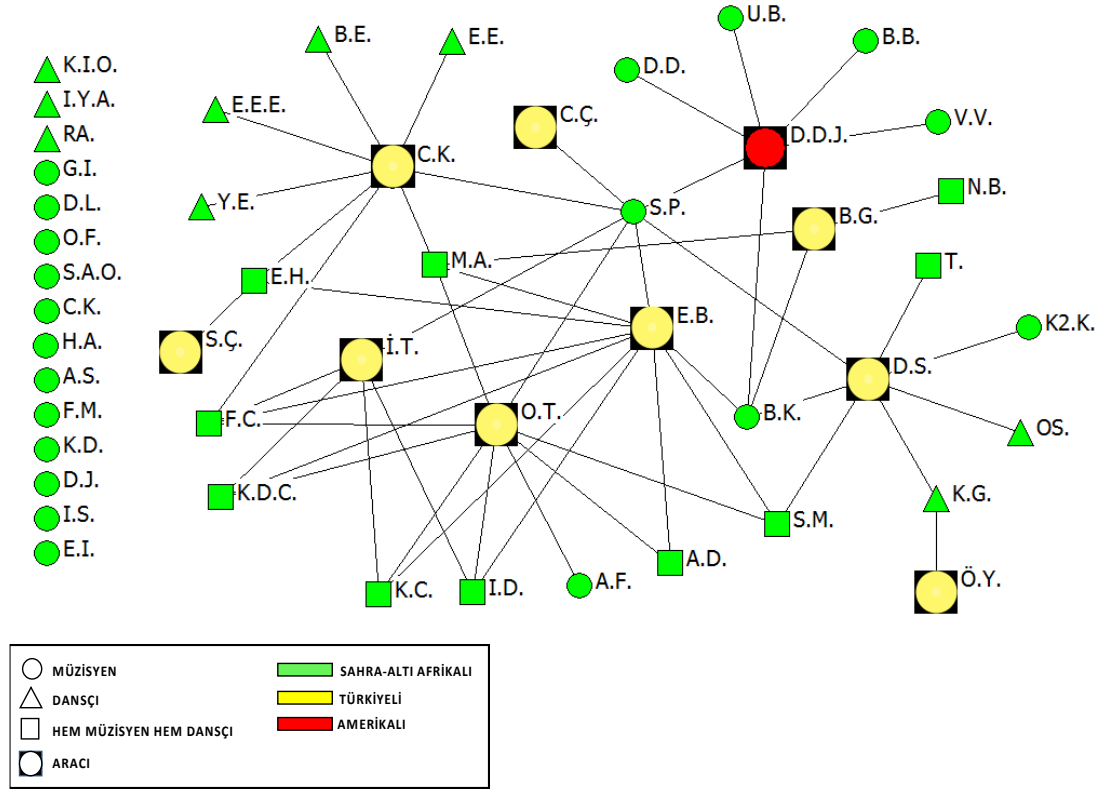 U.B.
B.E.
E.E.
B.B.
K.I.O.
D.D.
I.Y.A.
E.E.E.
C.Ç.
V.V.
RA.
D.D.J.
C.K.
G.I.
N.B.
D.L.
Y.E.
S.P.
B.G.
O.F.
M.A.
T.
S.A.O.
E.H.
C.K.
E.B.
K2.K.
H.A.
S.Ç.
İ.T.
D.S.
A.S.
F.M.
F.C.
O.T.
B.K.
OS.
K.D.
D.J.
K.D.C.
K.G.
I.S.
S.M.
E.I.
A.D.
K.C.
I.D.
A.F.
Ö.Y.
MÜZİSYEN
DANSÇI
HEM MÜZİSYEN HEM DANSÇI
ARACI
SAHRA-ALTI AFRİKALI
TÜRKİYELİ
AMERİKALI